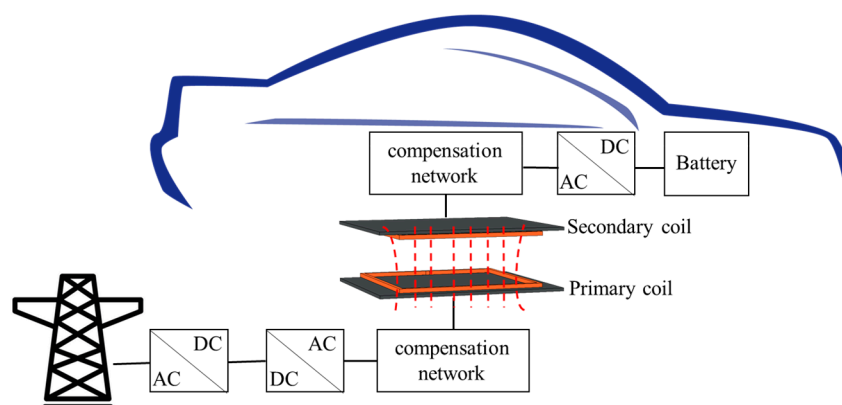 compensation
network
DC
AC
Battery
Secondary coil
Primary coil
DC
AC
AC
DC
compensation
network